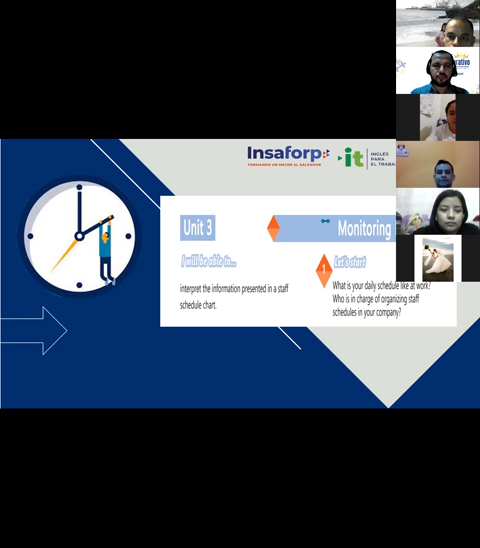 Insaforp
FORMANDO UN MEJOR EL SALVADOR
it
INGLÉS
PARA
EL TRABA
Unit 3
Monitoring
I will be able to...
interpret the information presented in a staff
schedule chart.
1
Let's start
What is your daily schedule like at work?
Who is in charge of organizing staff
schedules in your company?